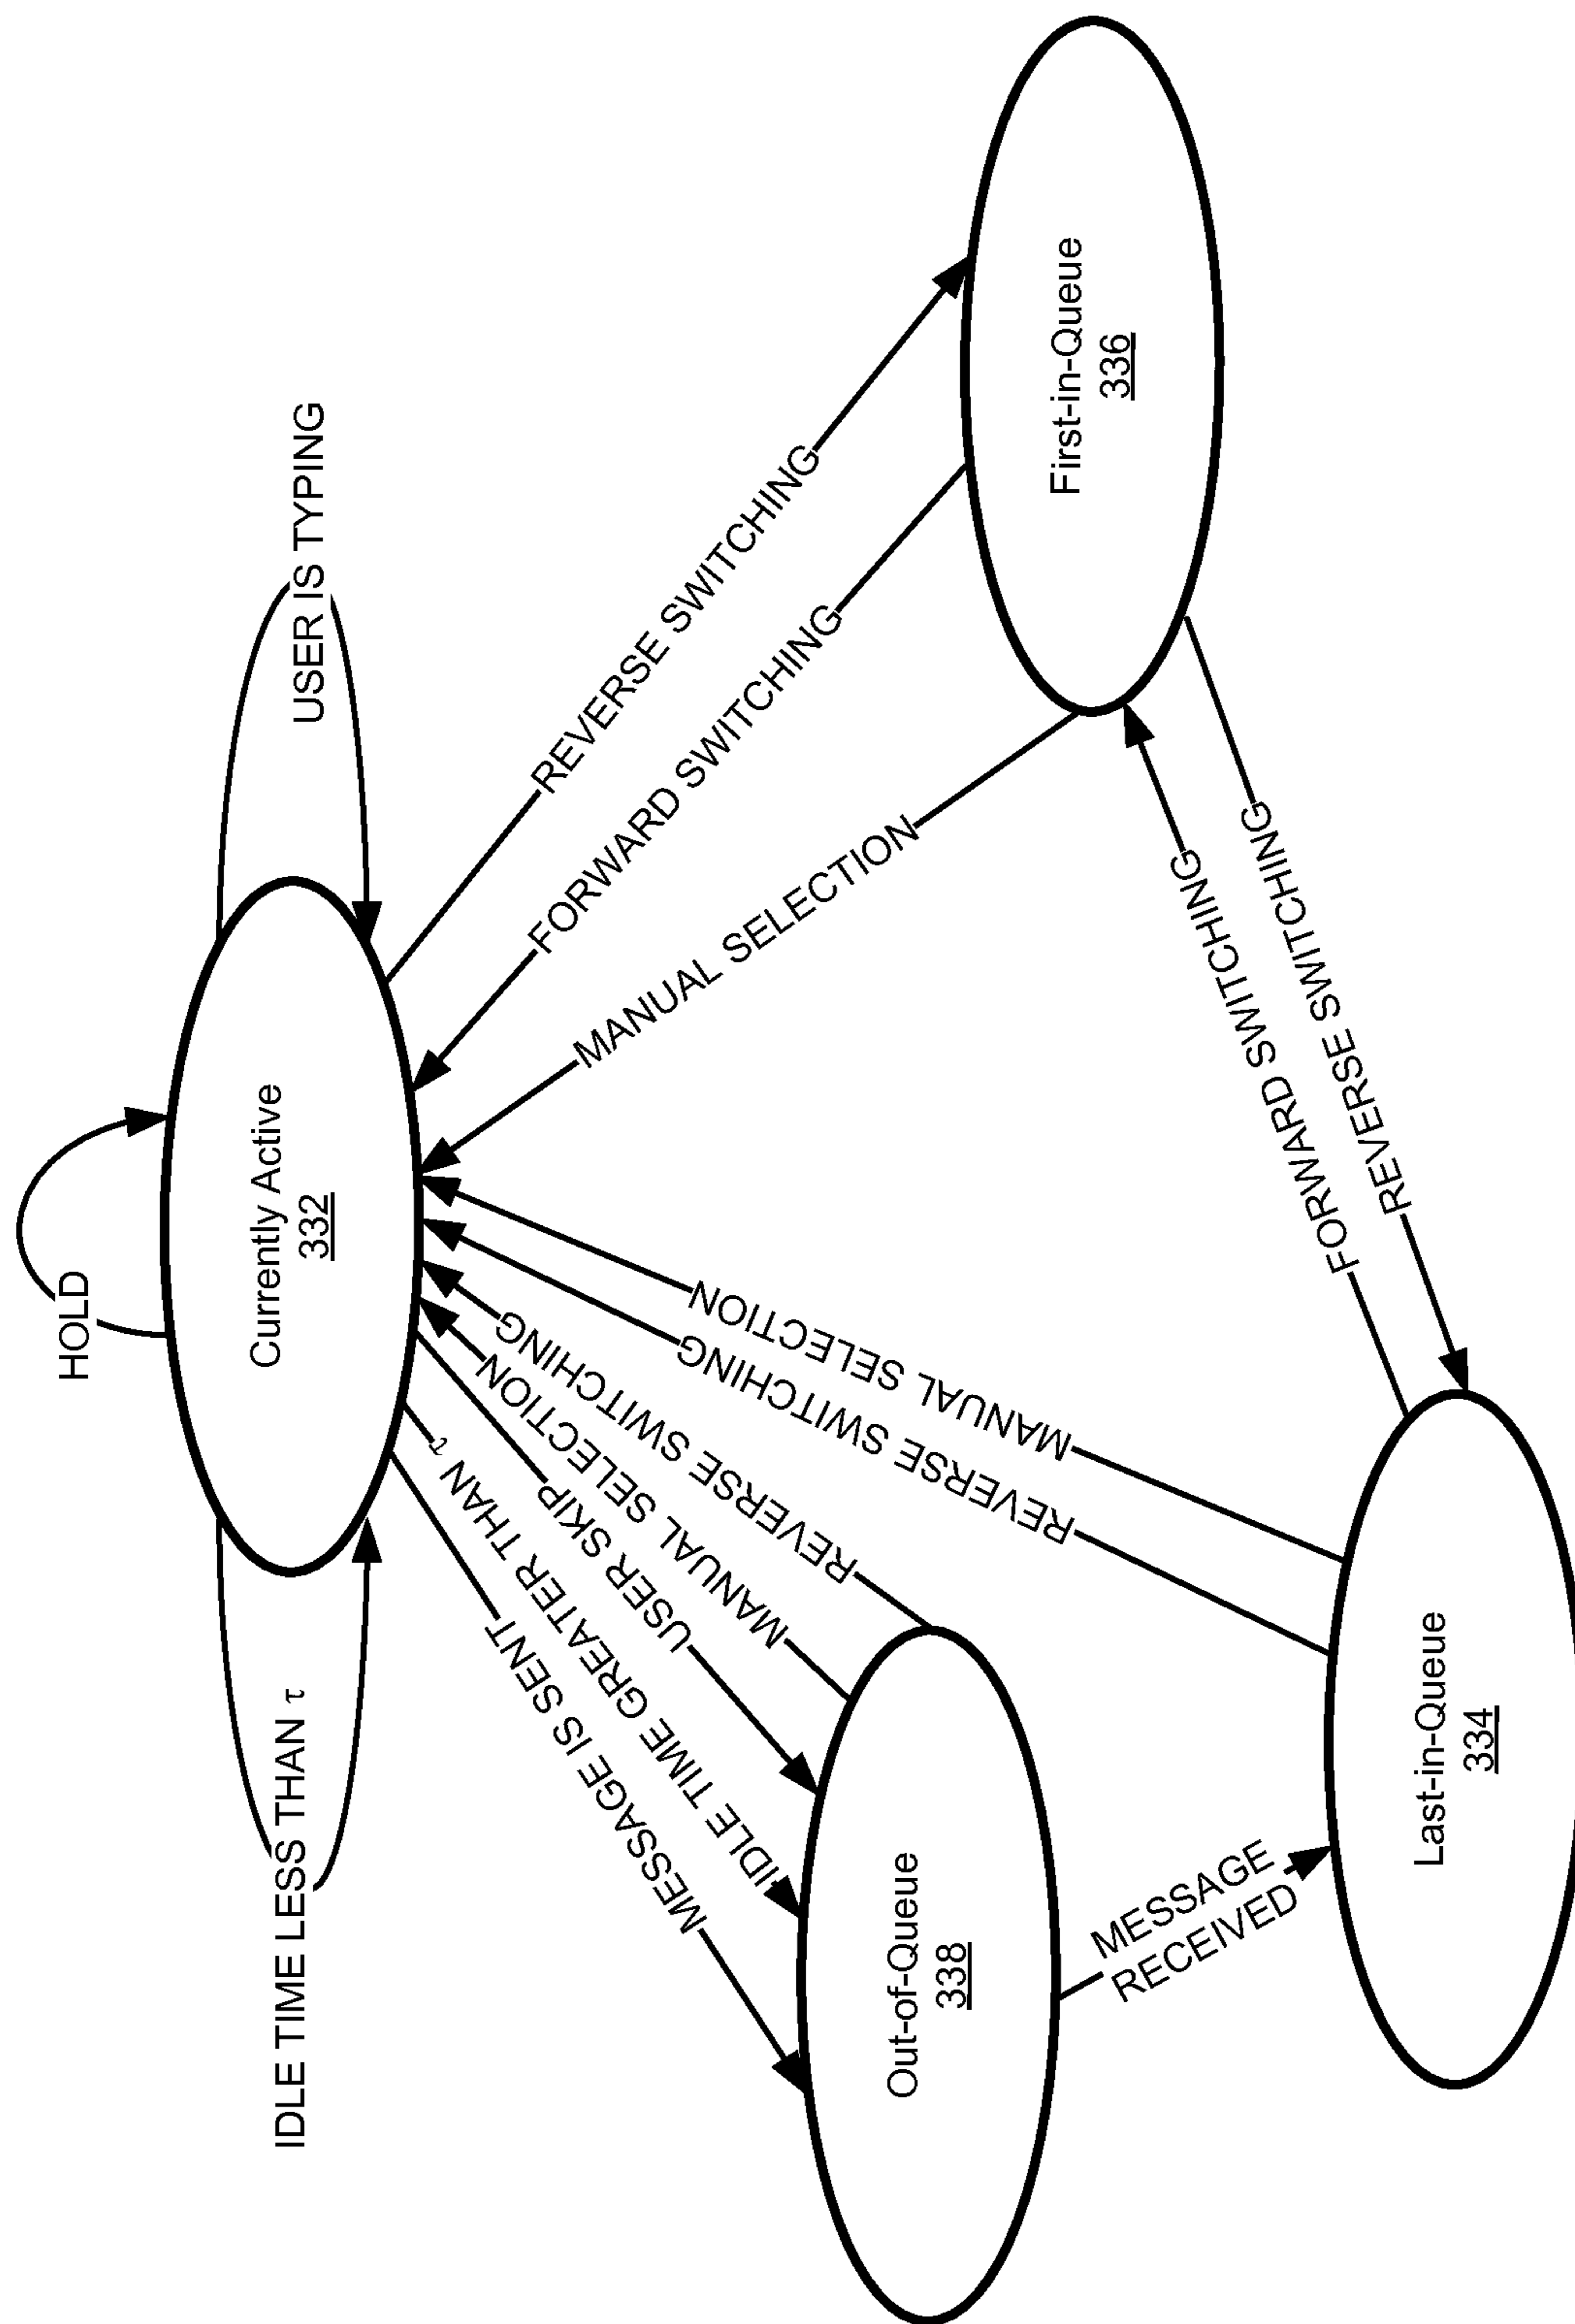 HOLD
IDLE TIME LESS THAN τ
Currently Active
332
USER IS TYPING
MESSAGE IS SENT
IDLE TIME GREATER THAN τ
USER SKIP
MANUAL SELECTION
REVERSE SWITCHING
REVERSE SWITCHING
MANUAL SELECTION
MANUAL SELECTION
FORWARD SWITCHING
REVERSE SWITCHING
Out-of-Queue
338
First-in-Queue
336
MESSAGE
RECEIVED
FORWARD SWITCHING
REVERSE SWITCHING
Last-in-Queue
334